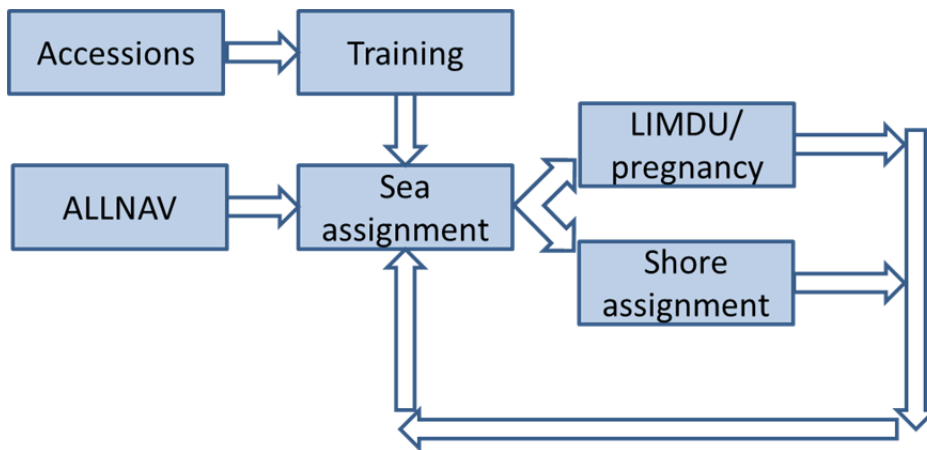 Accessions
Training
LIMDU/
pregnancy
ALLNAV
Sea
assignment
Shore
assignment